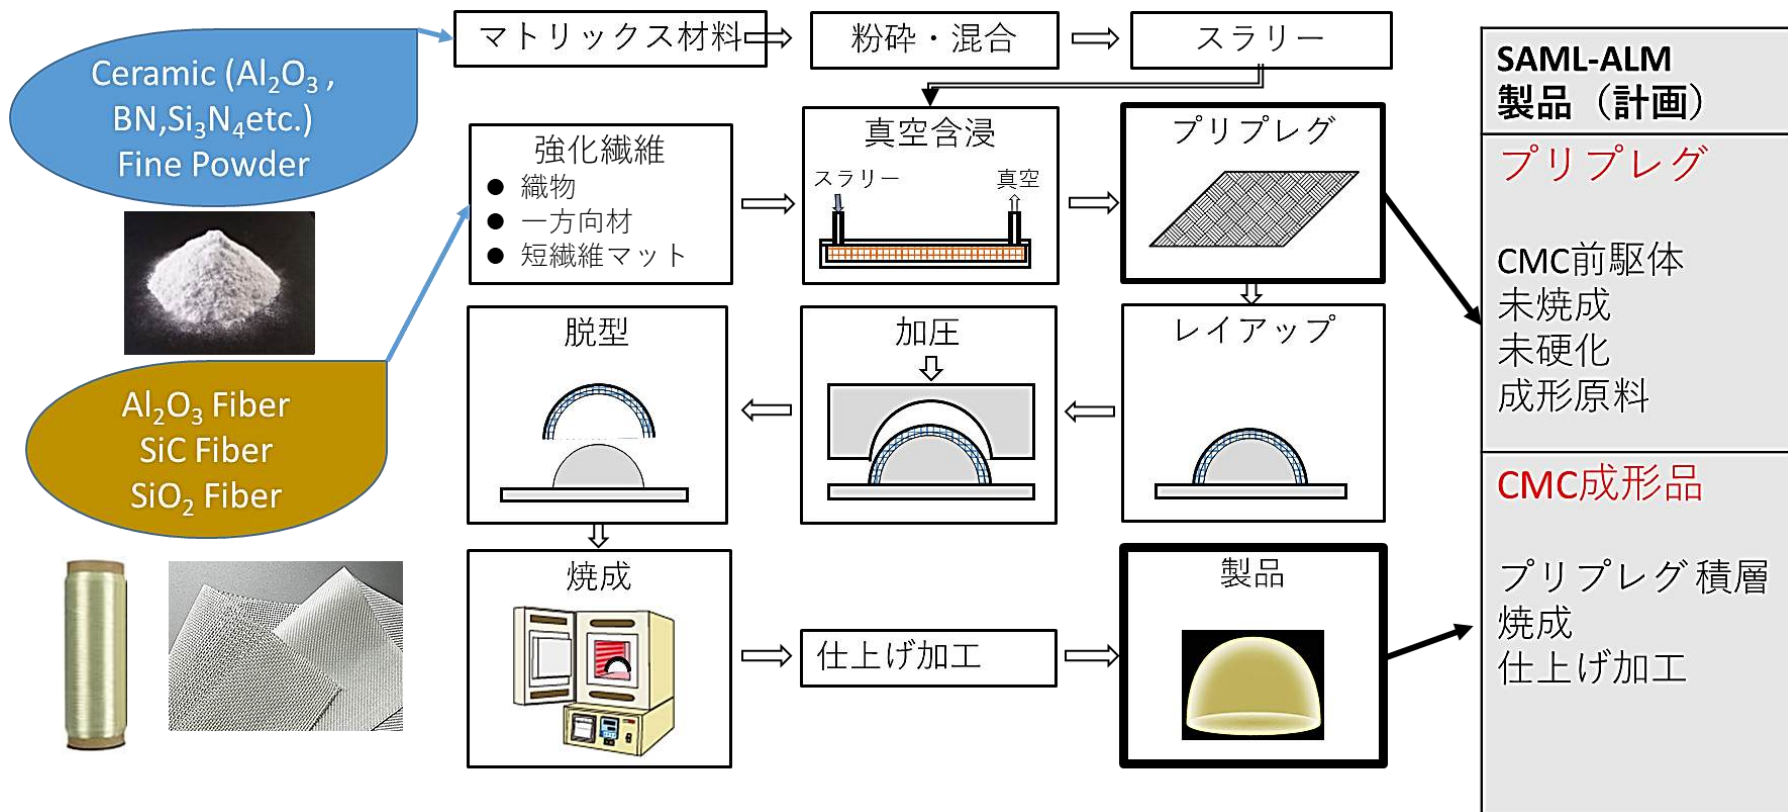 Ceramic (Al₂O₃ ,
BN,Si₃N₄etc.)
Fine Powder
Al₂O₃ Fiber
SiC Fiber
SiO₂ Fiber
マトリックス材料
粉砕・混合
スラリー
強化繊維
● 織物
● 一方向材
● 短繊維マット
真空含浸
スラリー
真空
プリプレグ
脱型
加圧
レイアップ
焼成
仕上げ加工
製品
SAML-ALM
製品（計画）
プリプレグ
CMC前駆体
未焼成
未硬化
成形原料
CMC成形品
プリプレグ積層
焼成
仕上げ加工